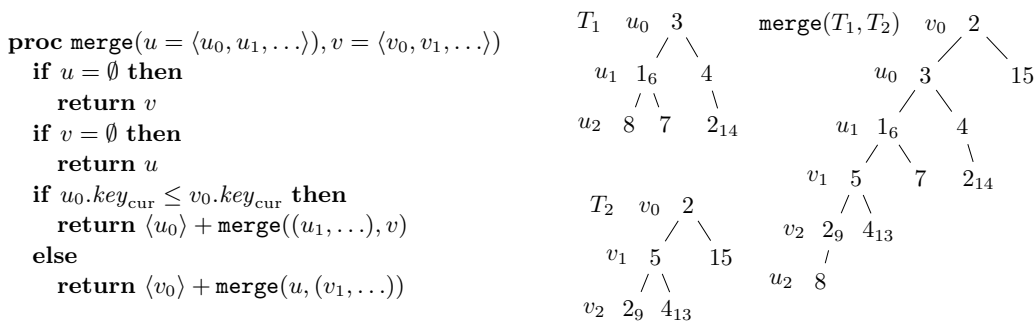 proc merge(u = ⟨u₀, u₁, …⟩), v = ⟨v₀, v₁, …⟩)
if u = ∅ then
return v
if v = ∅ then
return u
if u₀.key_cur ≤ v₀.key_cur then
return ⟨u₀⟩ + merge((u₁, …), v)
else
return ⟨v₀⟩ + merge(u, (v₁, …))
T₁ u₀ 3
u₁ 1₆ 4
u₂ 8 7 2₁₄
T₂ v₀ 2
v₁ 5 15
v₂ 2₉ 4₁₃
merge(T₁, T₂) v₀ 2
u₀ 3 15
u₁ 1₆ 4
v₁ 5 7 2₁₄
v₂ 2₉ 4₁₃
u₂ 8